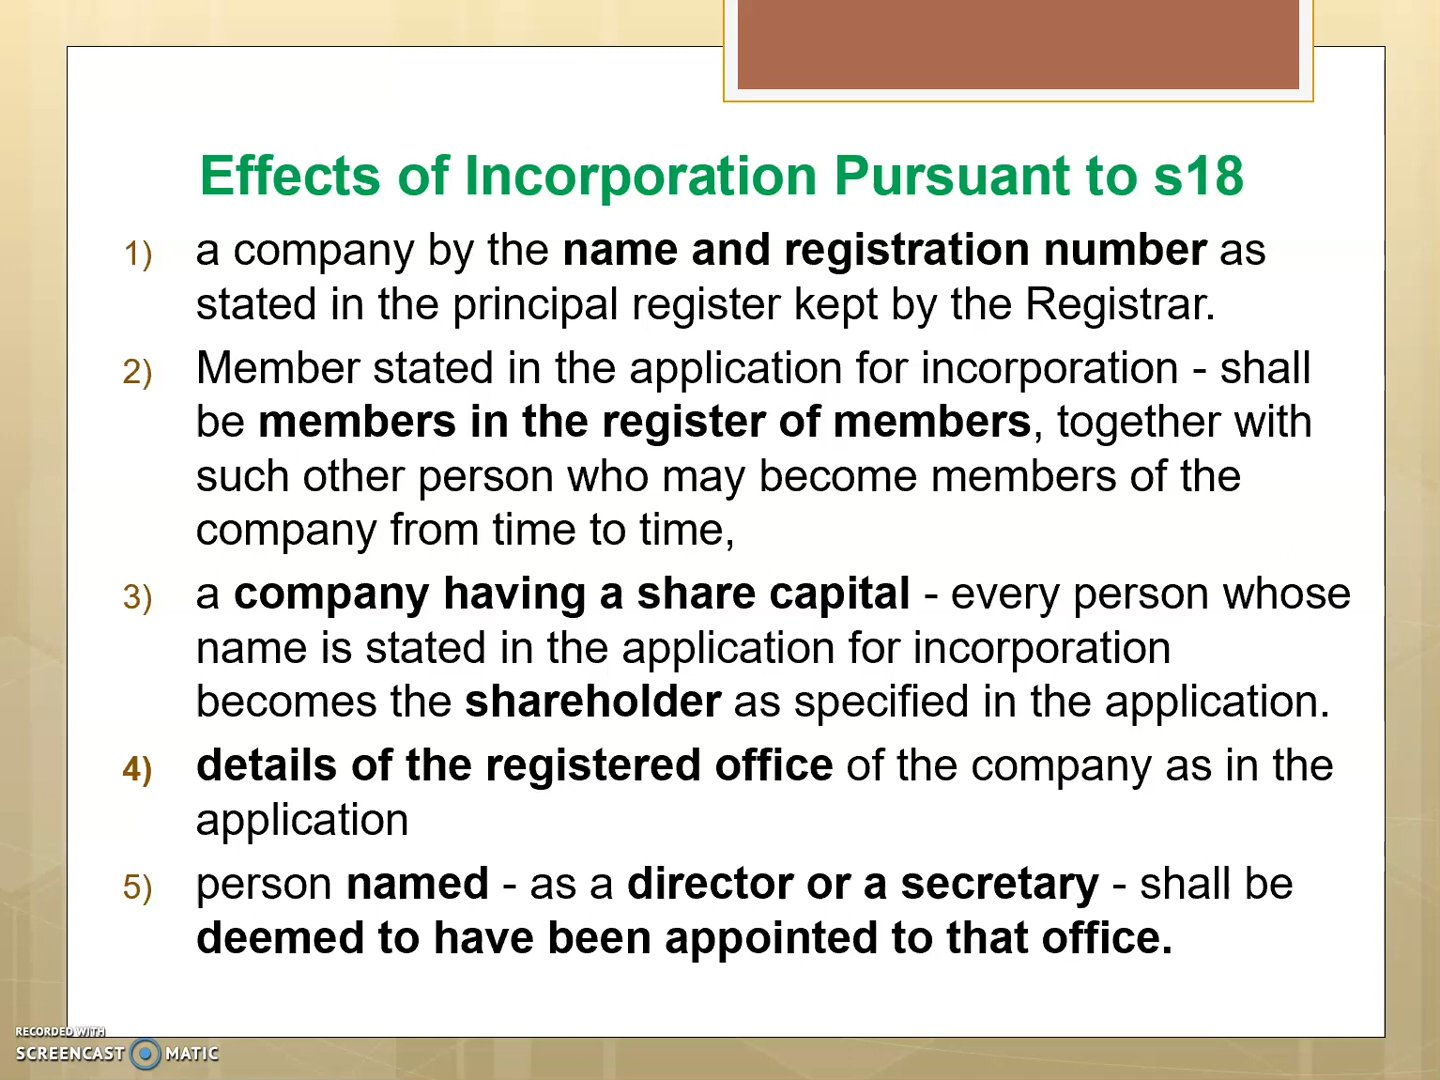 Effects of Incorporation Pursuant to s18
1) a company by the name and registration number as
stated in the principal register kept by the Registrar.
2) Member stated in the application for incorporation - shall
be members in the register of members, together with
such other person who may become members of the
company from time to time,
3) a company having a share capital - every person whose
name is stated in the application for incorporation
becomes the shareholder as specified in the application.
4) details of the registered office of the company as in the
application
5) person named - as a director or a secretary - shall be
deemed to have been appointed to that office.
RECORDED WITH
SCREENCAST MATIC